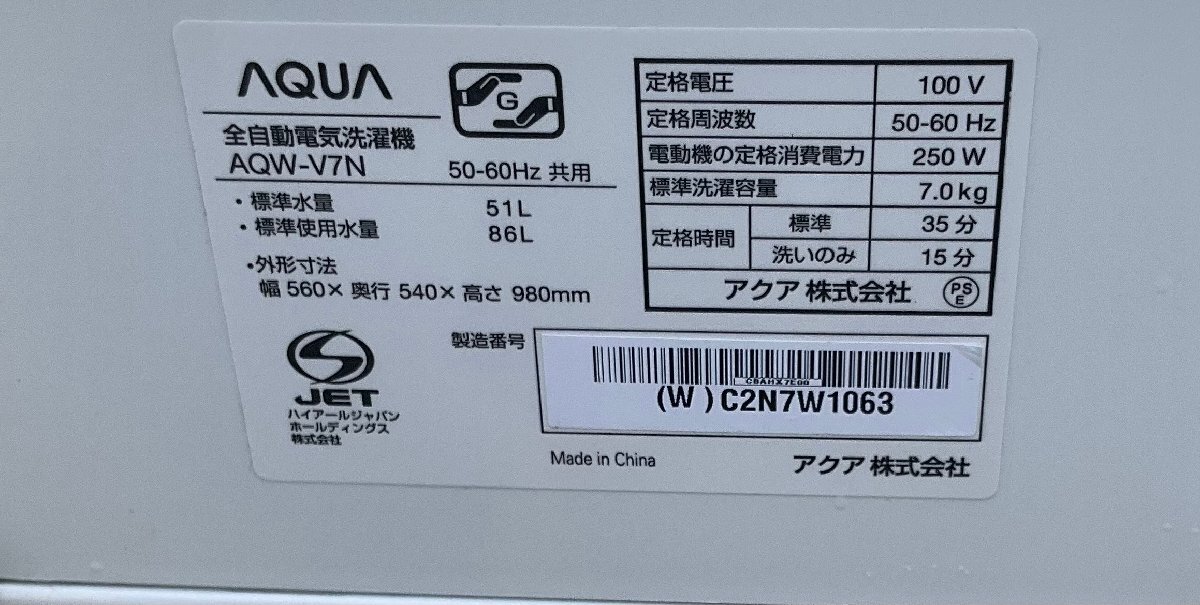 AQUA
G
全自動電気洗濯機
AQW-V7N
50-60Hz 共用
・標準水量 51L
・標準使用水量 86L
・外形寸法
幅 560× 奥行 540× 高さ 980mm
定格電圧 100 V
定格周波数 50-60 Hz
電動機の定格消費電力 250 W
標準洗濯容量 7.0kg
定格時間 標準 35 分
洗いのみ 15 分
アクア 株式会社 PS E
JET
ハイアールジャパン
ホールディングス
株式会社
製造番号
(W ) C2N7W1063
Made in China
アクア 株式会社